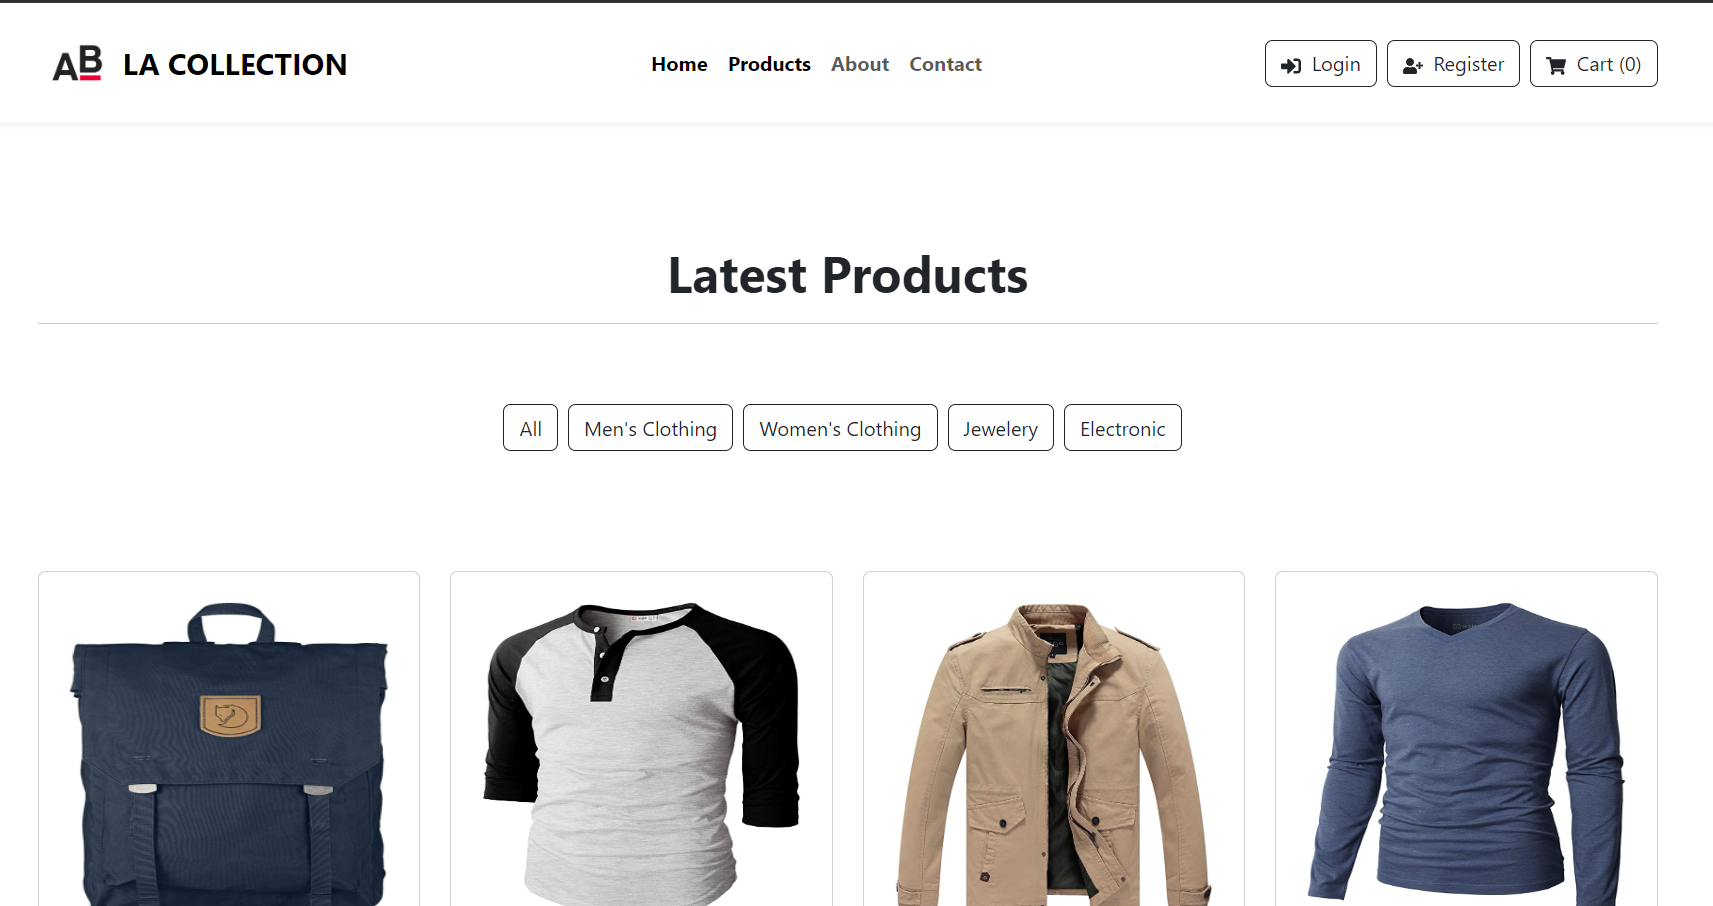 AB LA COLLECTION
Home Products About Contact
Login Register Cart (0)
Latest Products
All Men's Clothing Women's Clothing Jewelery Electronic